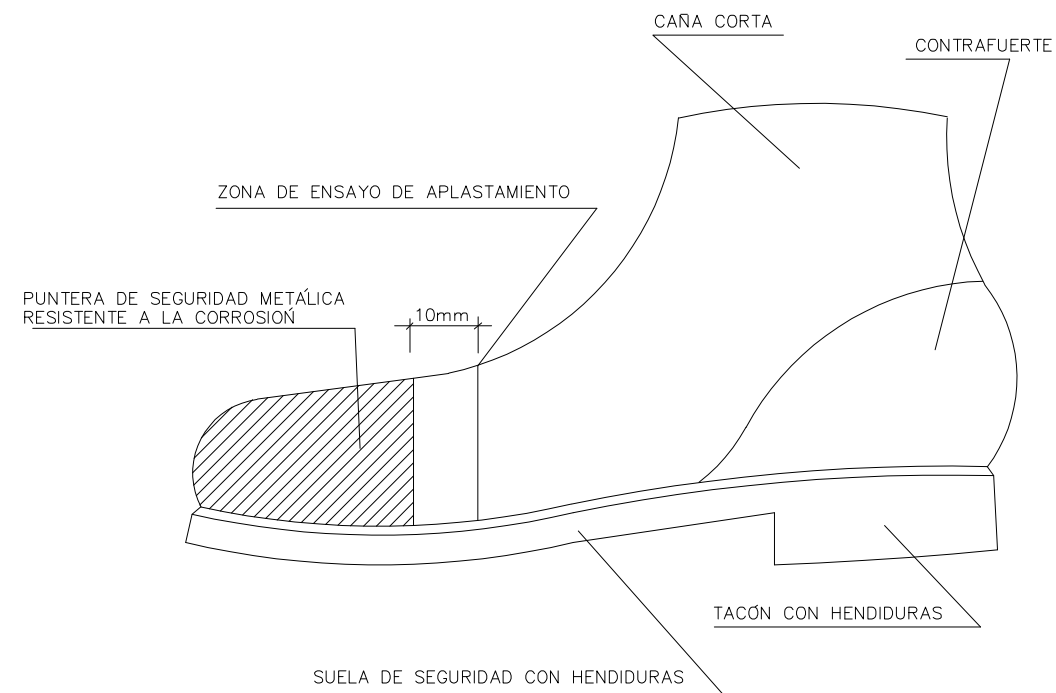 CAÑA CORTA
CONTRAFUERTE
ZONA DE ENSAYO DE APLASTAMIENTO
PUNTERA DE SEGURIDAD METÁLICA
RESISTENTE A LA CORROSIÓN
10mm
TACÓN CON HENDIDURAS
SUELA DE SEGURIDAD CON HENDIDURAS